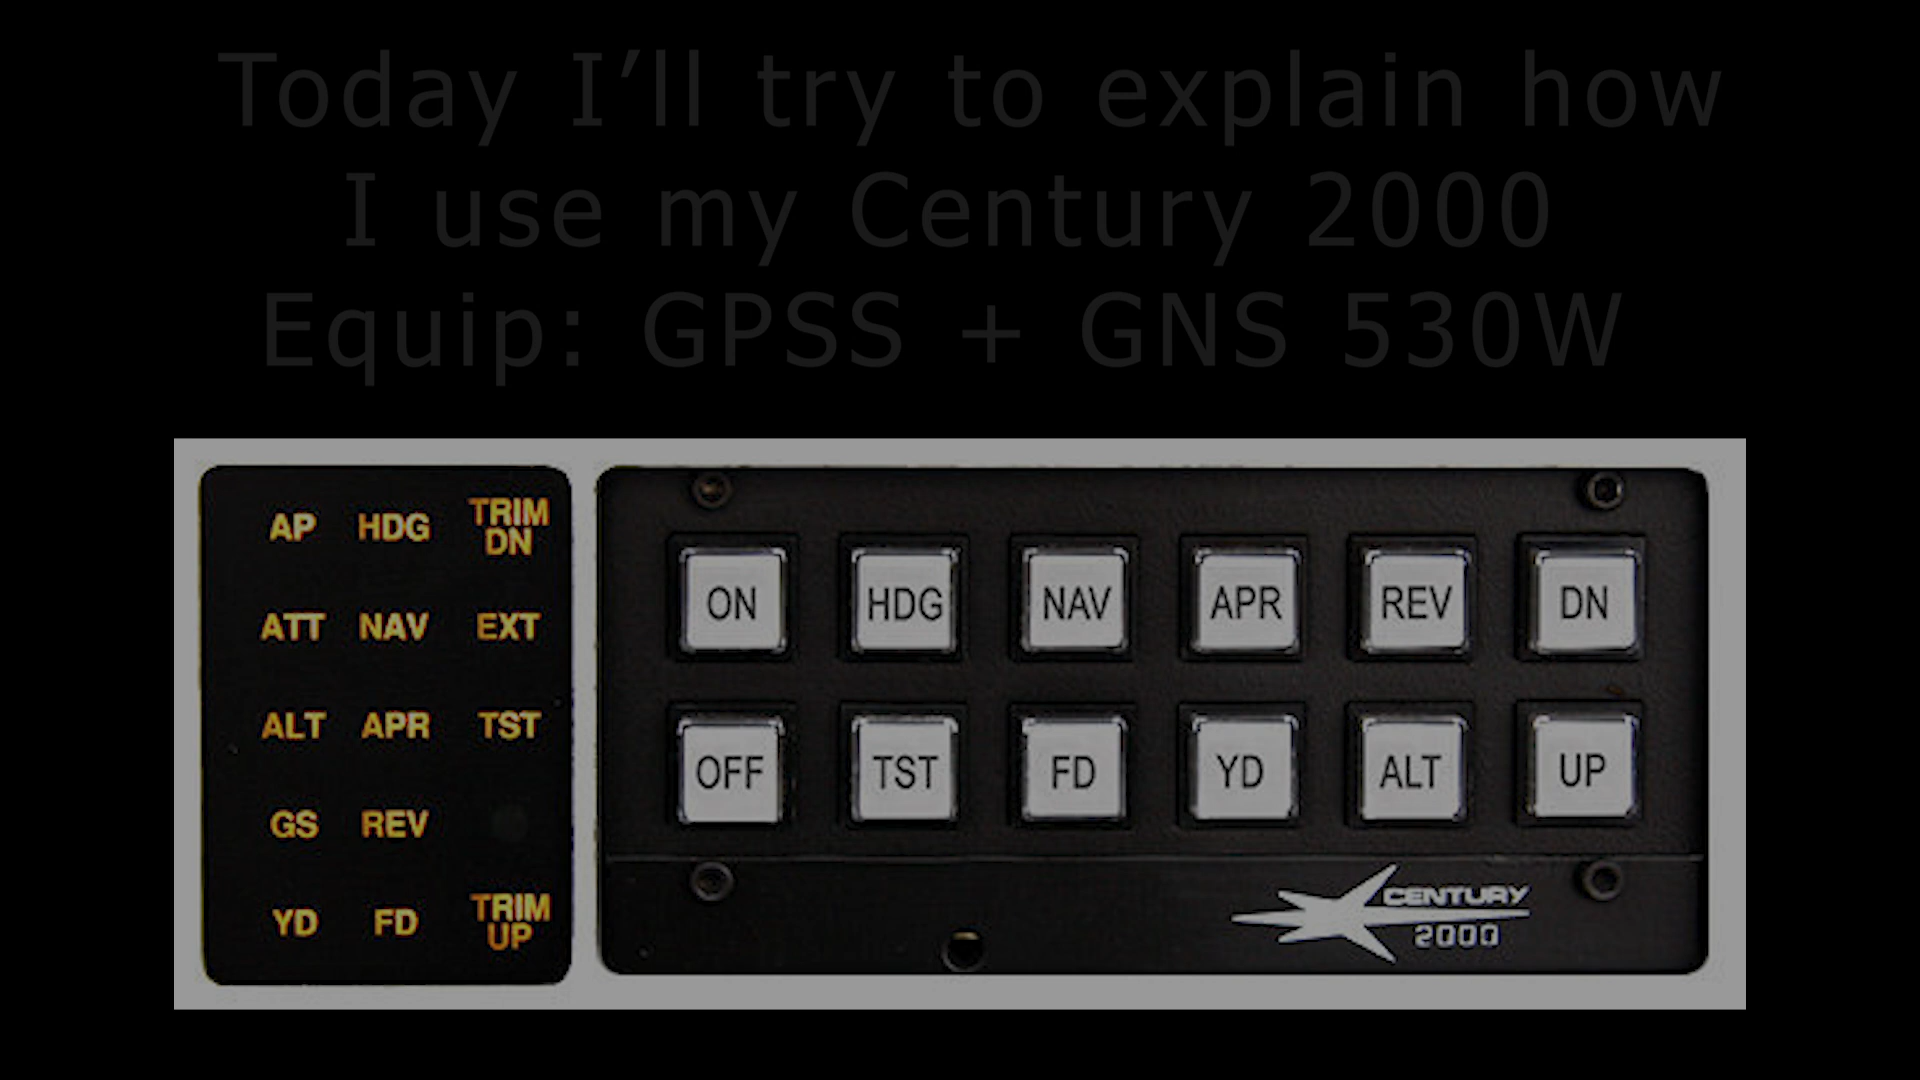 Today I’ll try to explain how
I use my Century 2000
Equip: GPSS + GNS 530W
AP HDG TRIM DN
ATT NAV EXT
ALT APR TST
GS REV
YD FD TRIM UP
ON HDG NAV APR REV DN
OFF TST FD YD ALT UP
CENTURY
2000